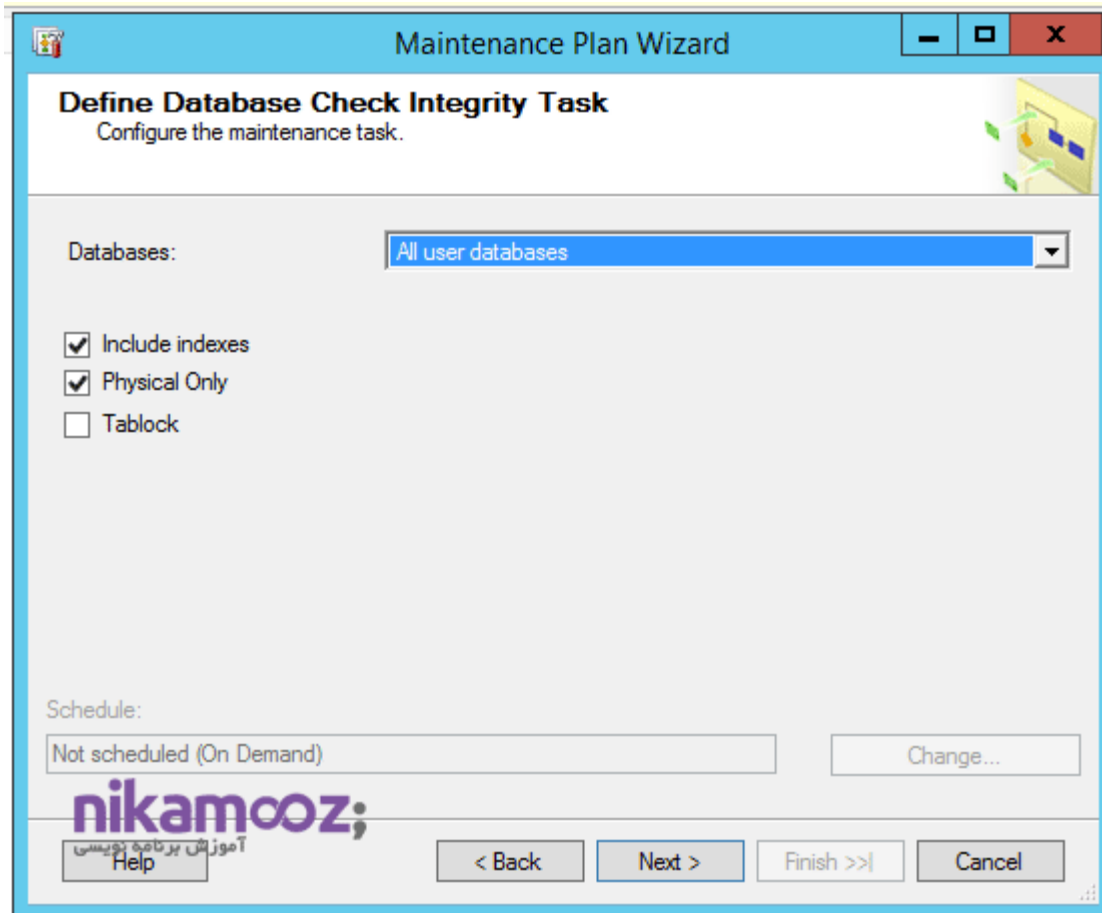 Maintenance Plan Wizard
Define Database Check Integrity Task
Configure the maintenance task.
Databases:
All user databases
Include indexes
Physical Only
Tablock
Schedule:
Not scheduled (On Demand)
Change...
nikamooz;
آموزش برنامه نویسی
Help
< Back
Next >
Finish >>|
Cancel